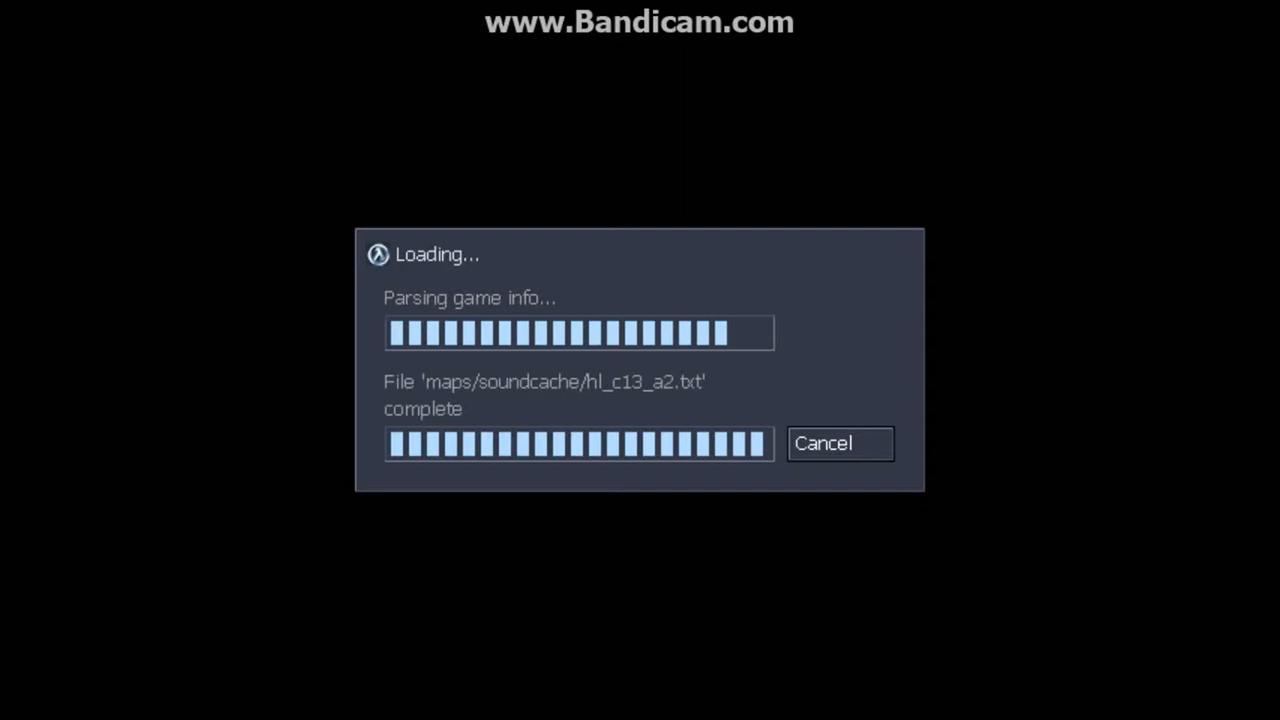 www.Bandicam.com
Loading...
Parsing game info...
File 'maps/soundcache/hl_c13_a2.txt'
complete
Cancel